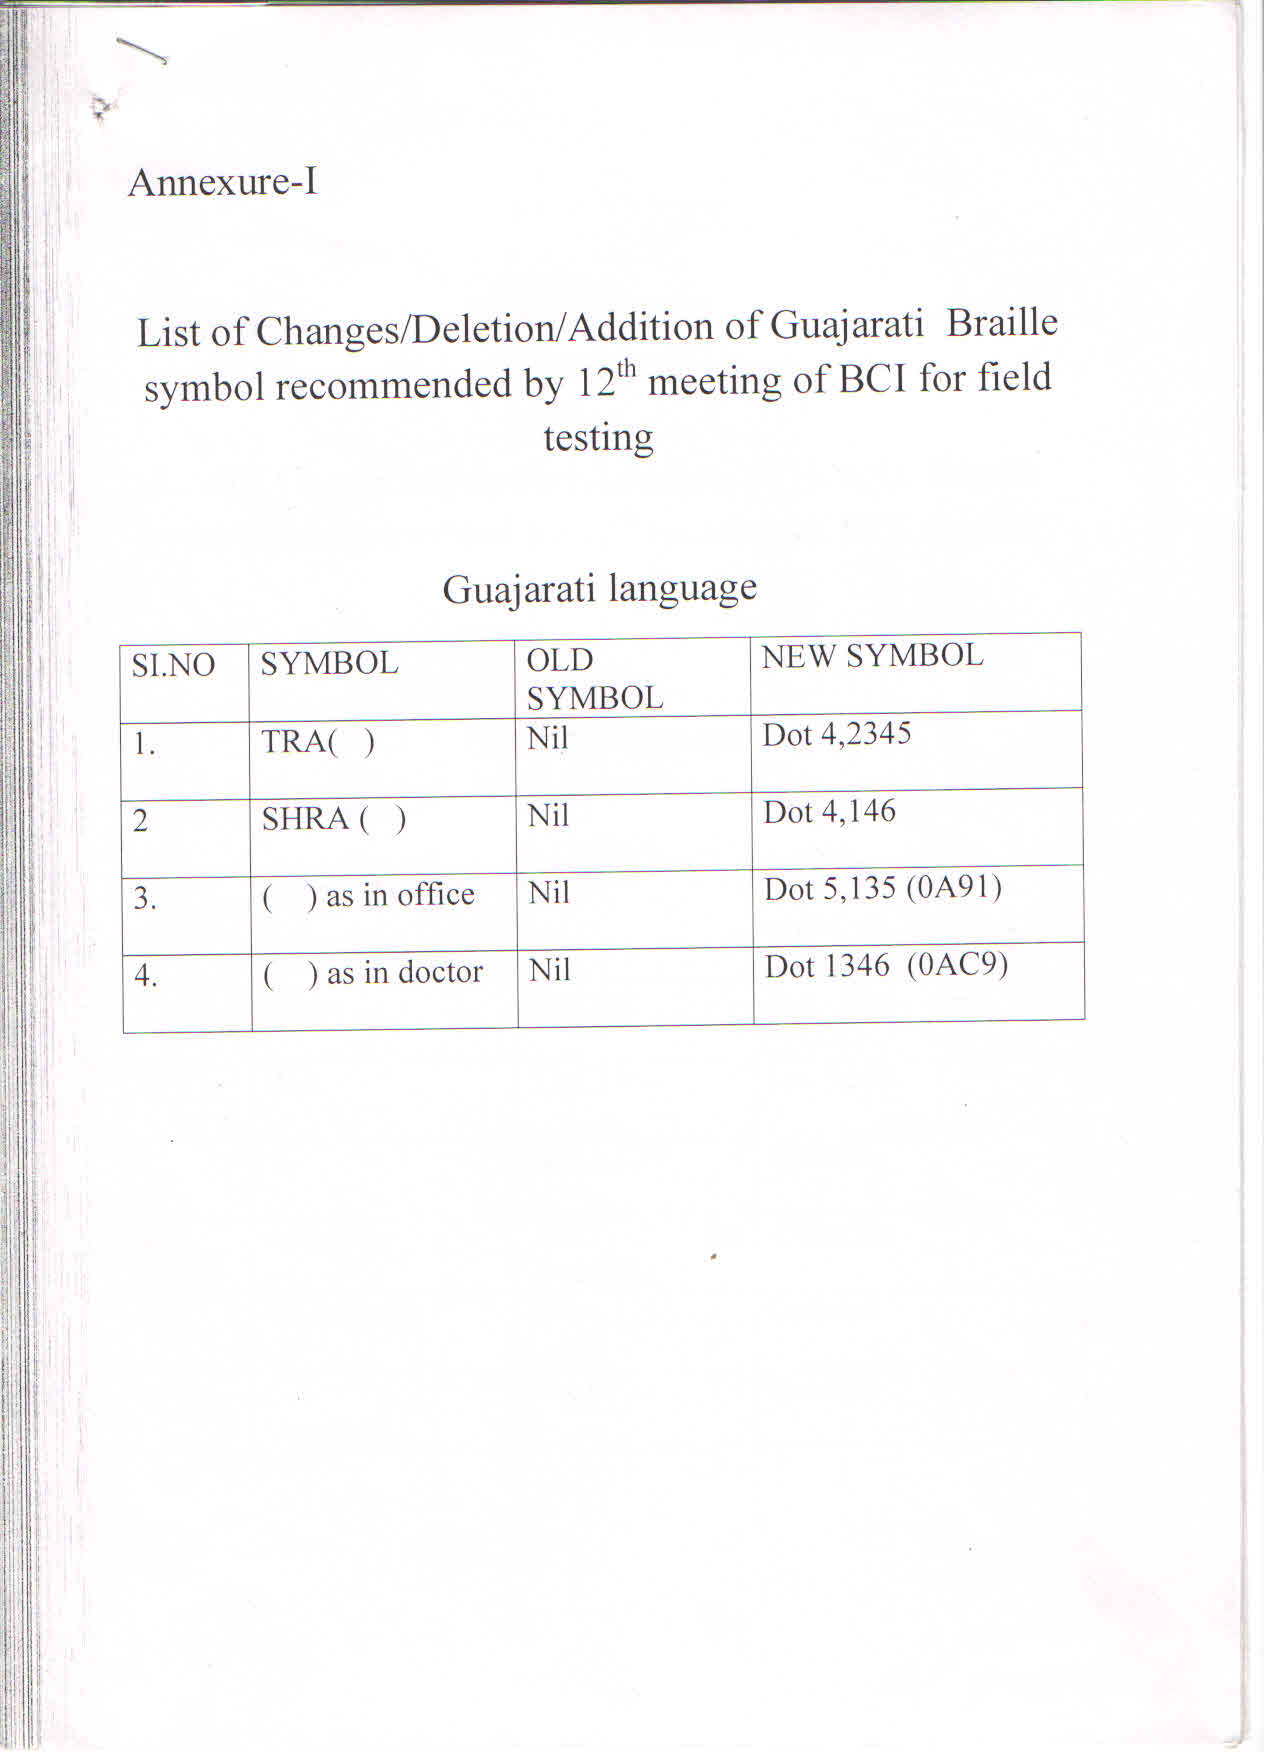 Annexure-I
List of Changes/Deletion/Addition of Guajarati Braille
symbol recommended by 12th meeting of BCI for field
testing
Guajarati language
SI.NO SYMBOL OLD SYMBOL NEW SYMBOL
1. TRA( ) Nil Dot 4,2345
2 SHRA ( ) Nil Dot 4,146
3. ( ) as in office Nil Dot 5,135 (0A91)
4. ( ) as in doctor Nil Dot 1346 (0AC9)